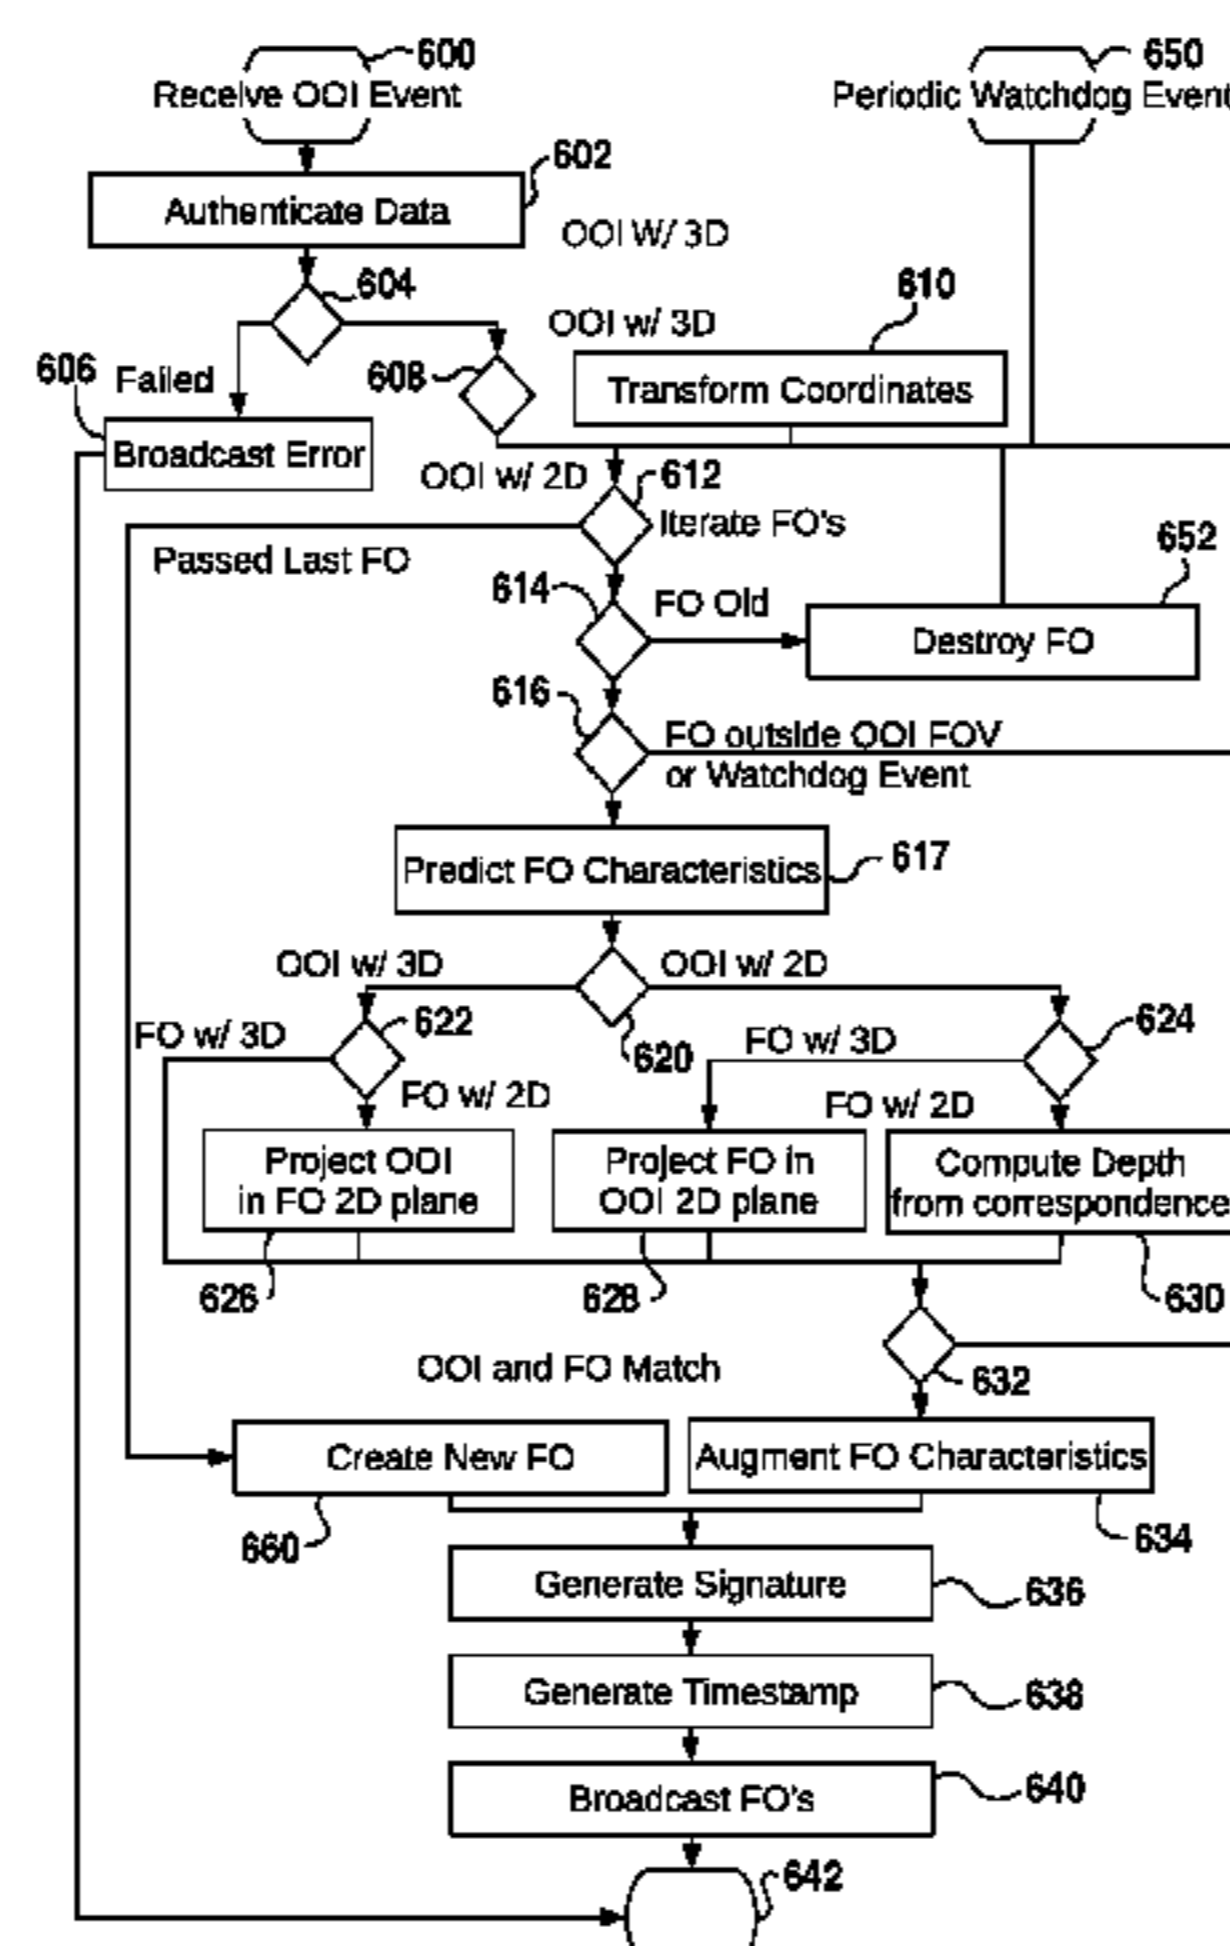 600
650
Receive OOI Event
Periodic Watchdog Event
602
Authenticate Data
OOI W/ 3D
604
610
OOI w/ 3D
606
Failed
608
Transform Coordinates
Broadcast Error
OOI w/ 2D
612
Iterate FO's
Passed Last FO
652
614
FO Old
Destroy FO
616
FO outside OOI FOV
or Watchdog Event
617
Predict FO Characteristics
OOI w/ 3D
OOI w/ 2D
622
624
FO w/ 3D
620
FO w/ 3D
FO w/ 2D
FO w/ 2D
Project OOI
in FO 2D plane
Project FO in
OOI 2D plane
Compute Depth
from correspondence
626
628
630
OOI and FO Match
632
Create New FO
Augment FO Characteristics
660
634
Generate Signature
636
Generate Timestamp
638
Broadcast FO's
640
642